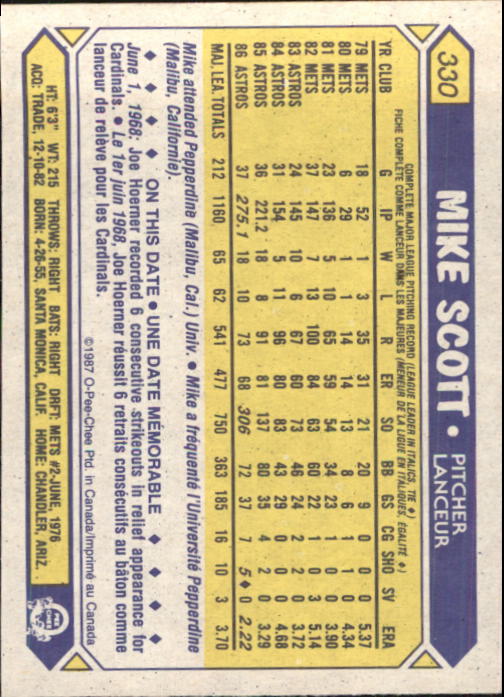 330 MIKE SCOTT • PITCHER
LANCEUR
COMPLETE MAJOR LEAGUE PITCHING RECORD (LEAGUE LEADER IN ITALICS, TIE ♦)
FICHE COMPLÈTE COMME LANCEUR DANS LES MAJEURES (MENEUR DE LA LIGUE EN ITALIQUES, ÉGALITÉ ♦)
YR CLUB G IP W L R ER SO BB GS CG SHO SV ERA
79 METS 18 52 1 3 35 31 21 20 9 0 0 0 5.37
80 METS 6 29 1 1 14 14 13 8 6 1 1 0 4.34
81 METS 23 136 5 10 65 59 54 34 23 1 0 0 3.90
82 METS 37 147 7 13 100 84 63 60 22 1 0 3 5.14
83 ASTROS 24 145 10 6 67 60 73 46 24 2 2 0 3.72
84 ASTROS 31 154 5 11 96 80 83 43 29 0 0 0 4.68
85 ASTROS 36 221.2 18 8 91 81 137 80 35 4 2 0 3.29
86 ASTROS 37 275.1 18 10 73 68 306 72 37 7 5♦ 0 2.22
MAJ. LEA. TOTALS 212 1160 65 62 541 477 750 363 185 16 10 3 3.70
Mike attended Pepperdine (Malibu, Cal.) Univ. • Mike a fréquenté l'Université Pepperdine
(Malibu, Californie).
♦ ♦ ♦ ♦ ON THIS DATE • UNE DATE MÉMORABLE ♦ ♦ ♦ ♦
June 1, 1968: Joe Hoerner recorded 6 consecutive strikeouts in relief appearance for
Cardinals. • Le 1er juin 1968, Joe Hoerner réussit 6 retraits consécutifs au bâton comme
lanceur de relève pour les Cardinals.
©1987 O-Pee-Chee Ptd. in Canada/Imprimé au Canada
HT: 6'3" WT: 215 THROWS: RIGHT BATS: RIGHT DRFT: METS #2-JUNE, 1976
ACQ: TRADE, 12-10-82 BORN: 4-26-55, SANTA MONICA, CALIF. HOME: CHANDLER, ARIZ.
O PEE CHEE